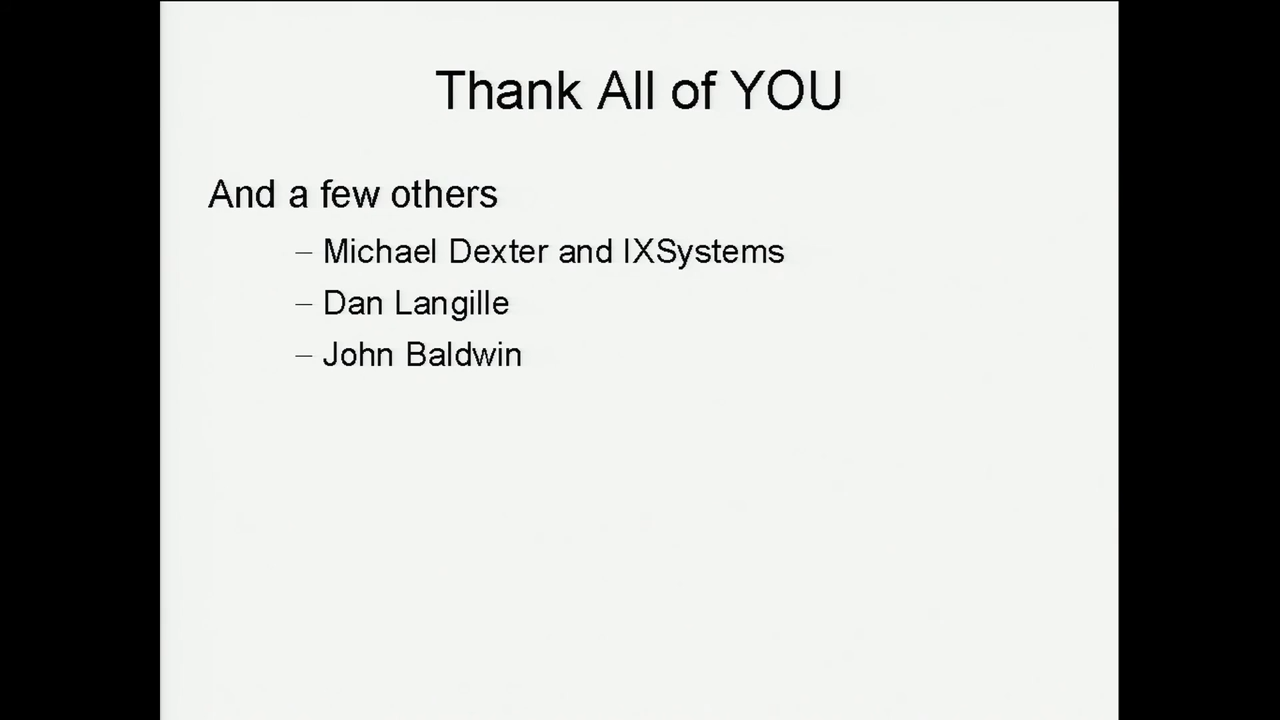 Thank All of YOU
And a few others
– Michael Dexter and IXSystems
– Dan Langille
– John Baldwin